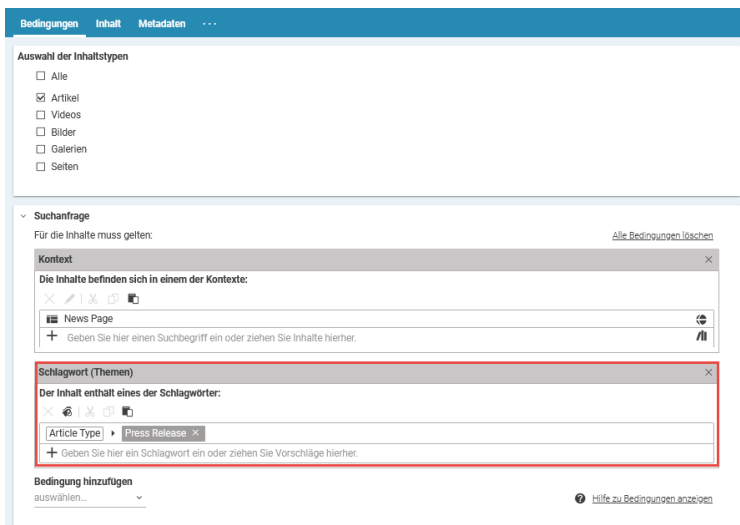 Bedingungen Inhalt Metadaten ···
Auswahl der Inhaltstypen
Alle
Artikel
Videos
Bilder
Galerien
Seiten
Suchanfrage
Für die Inhalte muss gelten: Alle Bedingungen löschen
Kontext
Die Inhalte befinden sich in einem der Kontexte:
News Page
Geben Sie hier einen Suchbegriff ein oder ziehen Sie Inhalte hierher.
Schlagwort (Themen)
Der Inhalt enthält eines der Schlagwörter:
Article Type Press Release
Geben Sie hier ein Schlagwort ein oder ziehen Sie Vorschläge hierher.
Bedingung hinzufügen
auswählen... Hilfe zu Bedingungen anzeigen